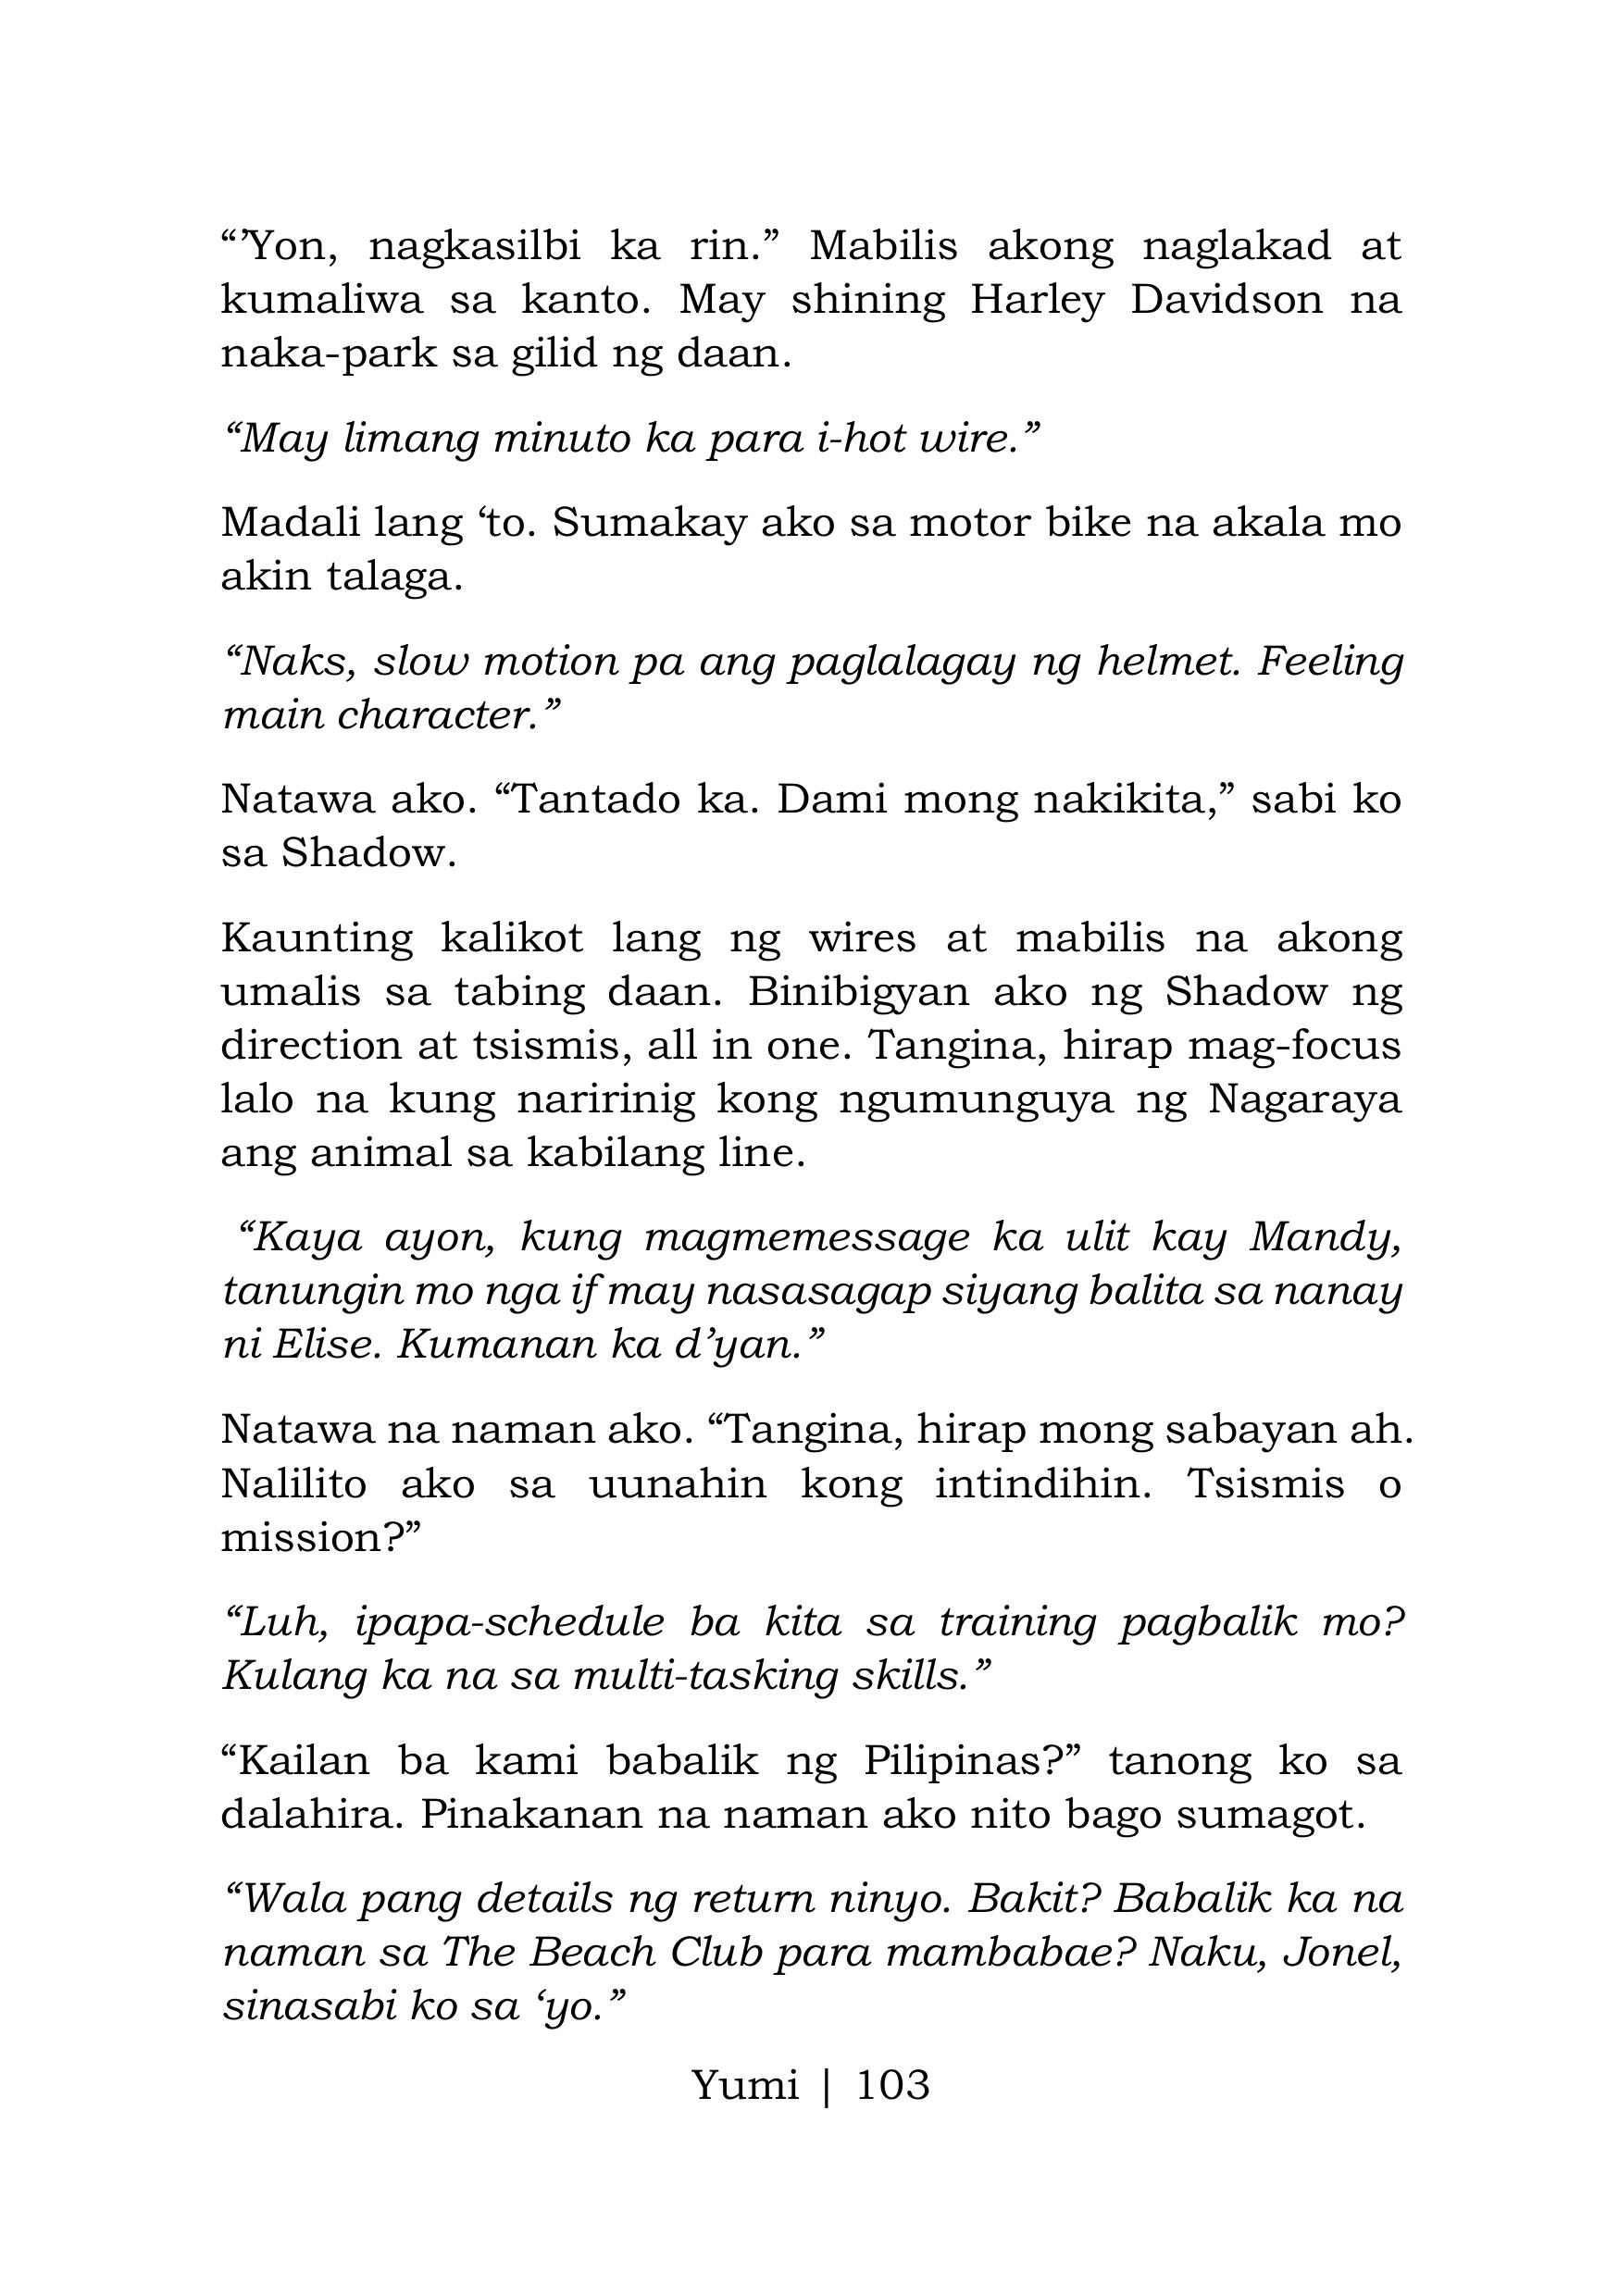 “’Yon, nagkasilbi ka rin.” Mabilis akong naglakad at
kumaliwa sa kanto. May shining Harley Davidson na
naka-park sa gilid ng daan.
“May limang minuto ka para i-hot wire.”
Madali lang ‘to. Sumakay ako sa motor bike na akala mo
akin talaga.
“Naks, slow motion pa ang paglalagay ng helmet. Feeling
main character.”
Natawa ako. “Tantado ka. Dami mong nakikita,” sabi ko
sa Shadow.
Kaunting kalikot lang ng wires at mabilis na akong
umalis sa tabing daan. Binibigyan ako ng Shadow ng
direction at tsismis, all in one. Tangina, hirap mag-focus
lalo na kung naririnig kong ngumunguya ng Nagaraya
ang animal sa kabilang line.
“Kaya ayon, kung magmemessage ka ulit kay Mandy,
tanungin mo nga if may nasasagap siyang balita sa nanay
ni Elise. Kumanan ka d’yan.”
Natawa na naman ako. “Tangina, hirap mong sabayan ah.
Nalilito ako sa uunahin kong intindihin. Tsismis o
mission?”
“Luh, ipapa-schedule ba kita sa training pagbalik mo?
Kulang ka na sa multi-tasking skills.”
“Kailan ba kami babalik ng Pilipinas?” tanong ko sa
dalahira. Pinakanan na naman ako nito bago sumagot.
“Wala pang details ng return ninyo. Bakit? Babalik ka na
naman sa The Beach Club para mambabae? Naku, Jonel,
sinasabi ko sa ‘yo.”
Yumi | 103